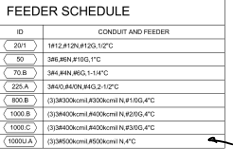 FEEDER SCHEDULE
ID CONDUIT AND FEEDER
20/1 1#12,#12N,#12G,1/2"C
50 3#6,#6N,#10G,1"C
70.B 3#4,#4N,#6G,1-1/4"C
225.A 3#4/0,#4/0N,#4G,2-1/2"C
800.B (3)3#300kcmil,#300kcmil N,#1/0G,4"C
1000.B (3)3#400kcmil,#400kcmil N,#2/0G,4"C
1000.C (3)3#400kcmil,#400kcmil N,#3/0G,4"C
1000U.A (3)3#500kcmil,#500kcmil N,4"C